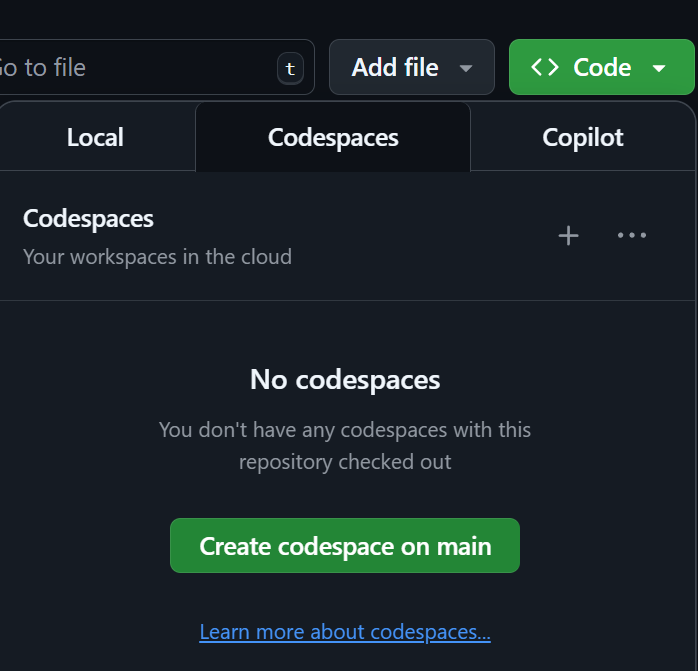 Go to file
t
Add file
<> Code
Local
Codespaces
Copilot
Codespaces
Your workspaces in the cloud
No codespaces
You don't have any codespaces with this
repository checked out
Create codespace on main
Learn more about codespaces...